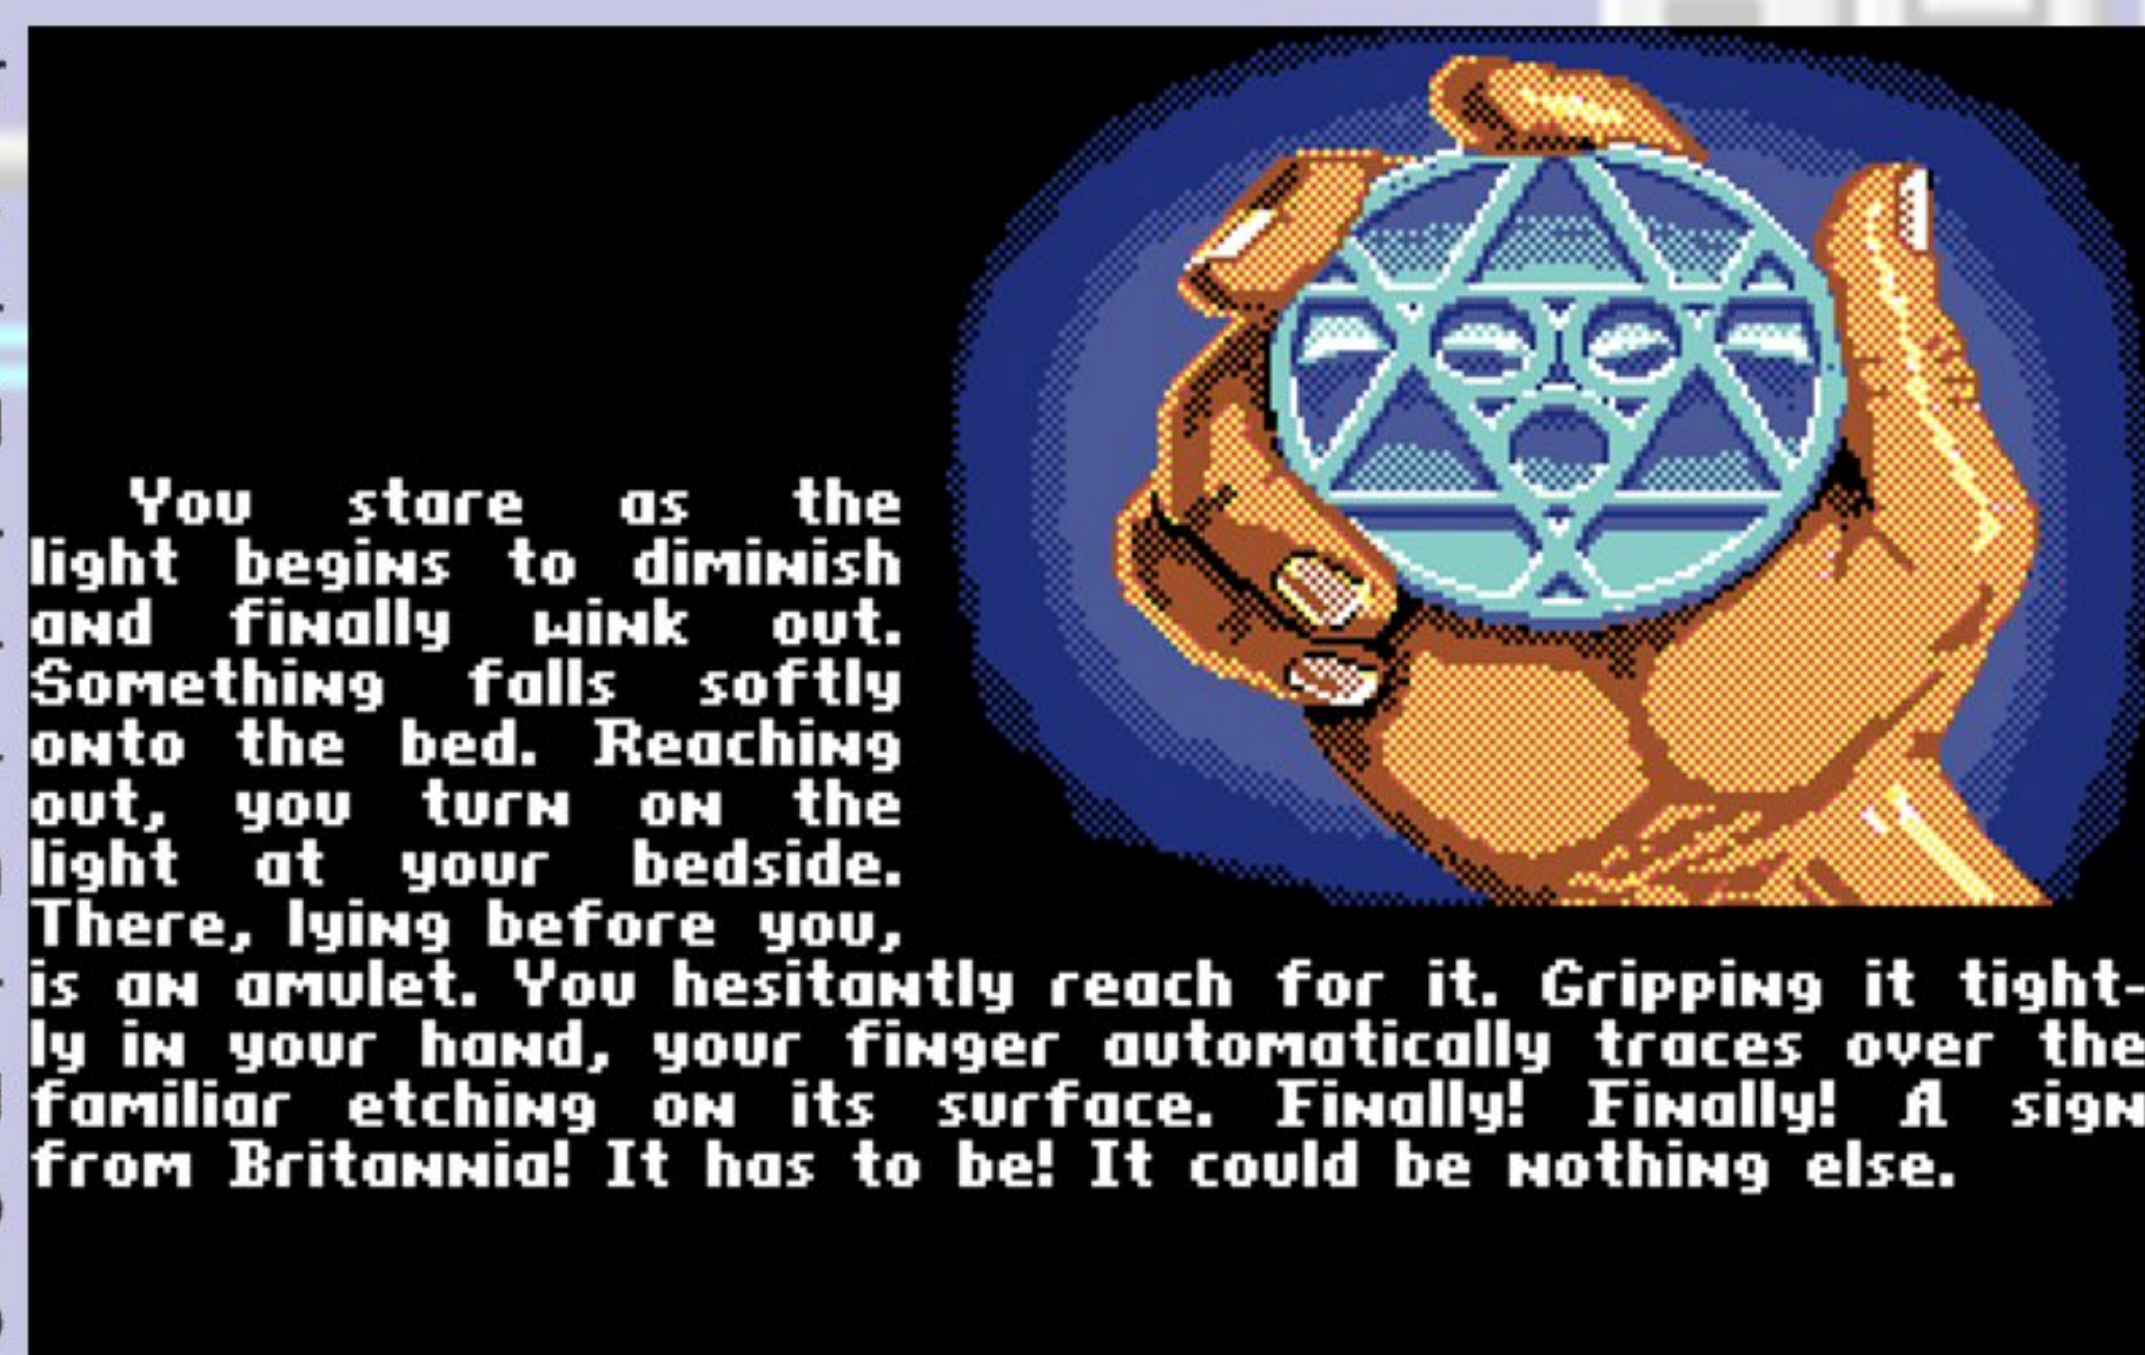 You stare as the
light begins to diminish
and finally wink out.
Something falls softly
onto the bed. Reaching
out, you turn on the
light at your bedside.
There, lying before you,
is an amulet. You hesitantly reach for it. Gripping it tight-
ly in your hand, your finger automatically traces over the
familiar etching on its surface. Finally! Finally! A sign
from Britannia! It has to be! It could be nothing else.